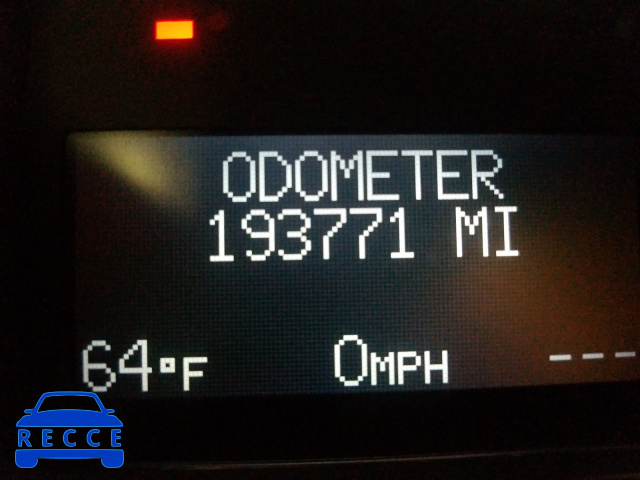 ODOMETER
193771 MI
64°F 0MPH ---
RECCE